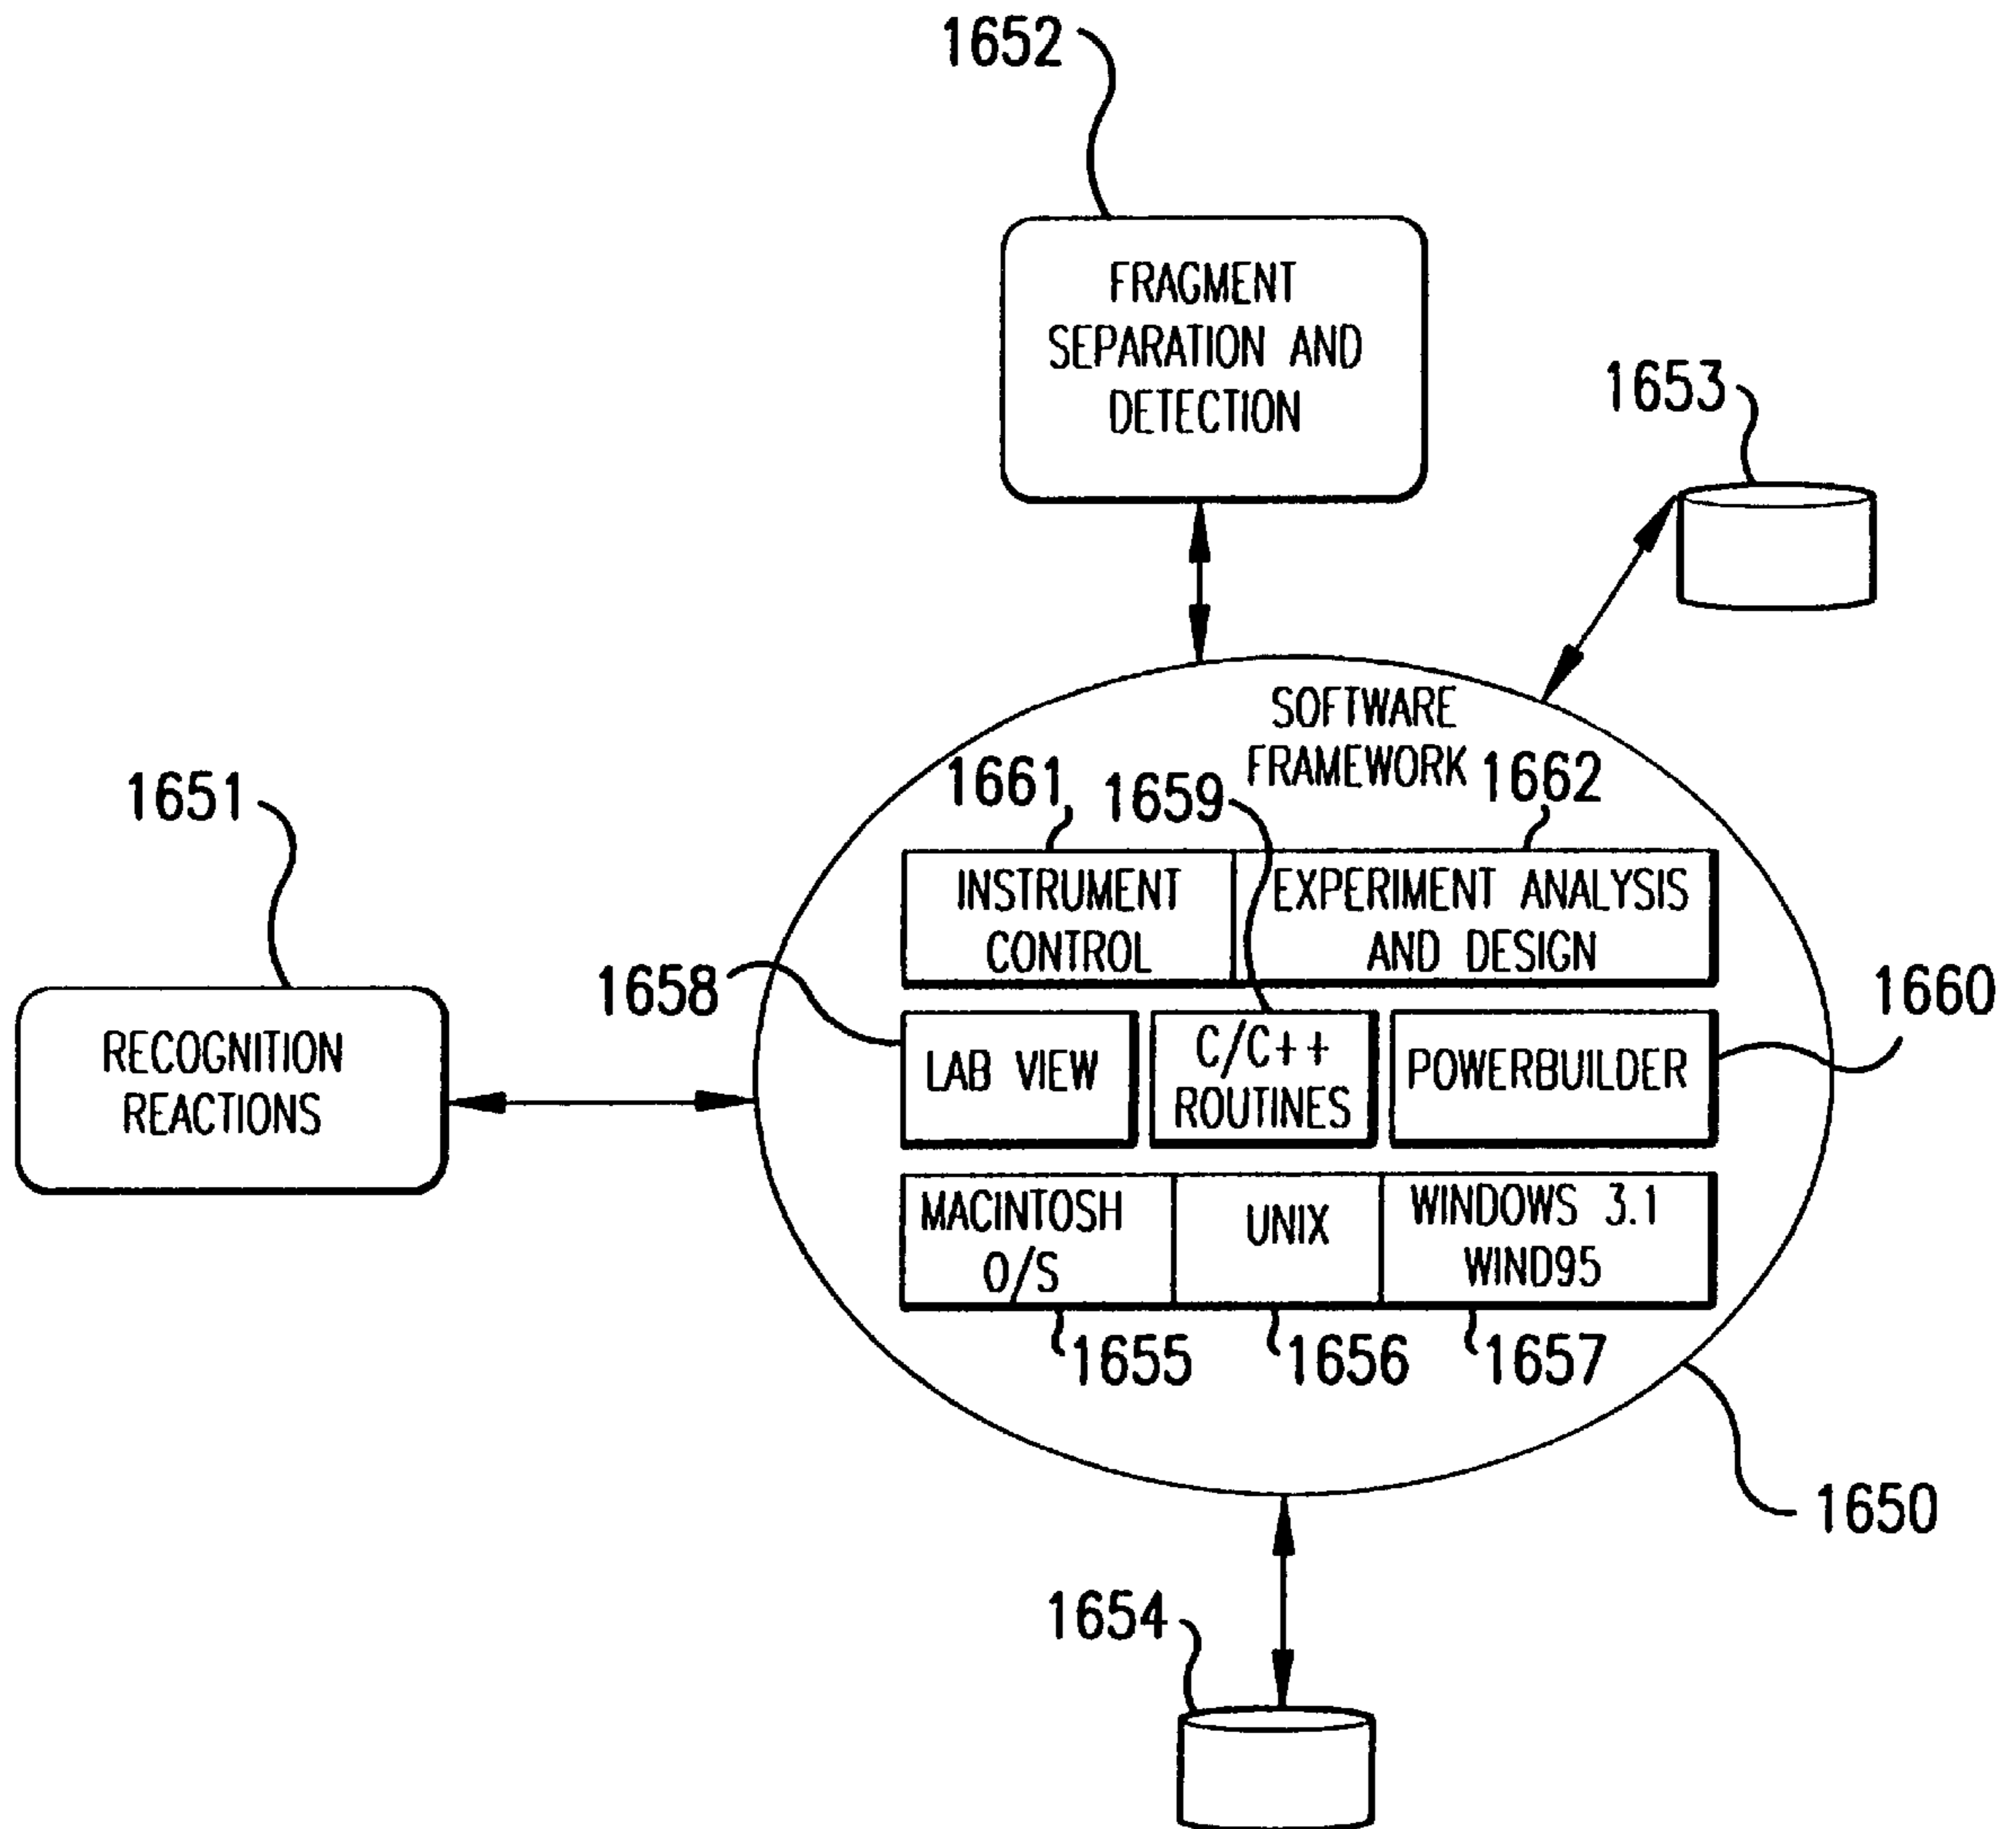 1652
FRAGMENT
SEPARATION AND
DETECTION
1653
SOFTWARE
FRAMEWORK
1661
1659
1662
1651
INSTRUMENT
CONTROL
EXPERIMENT ANALYSIS
AND DESIGN
1658
1660
RECOGNITION
REACTIONS
LAB VIEW
C/C++
ROUTINES
POWERBUILDER
MACINTOSH
O/S
UNIX
WINDOWS 3.1
WIND95
1655
1656
1657
1650
1654